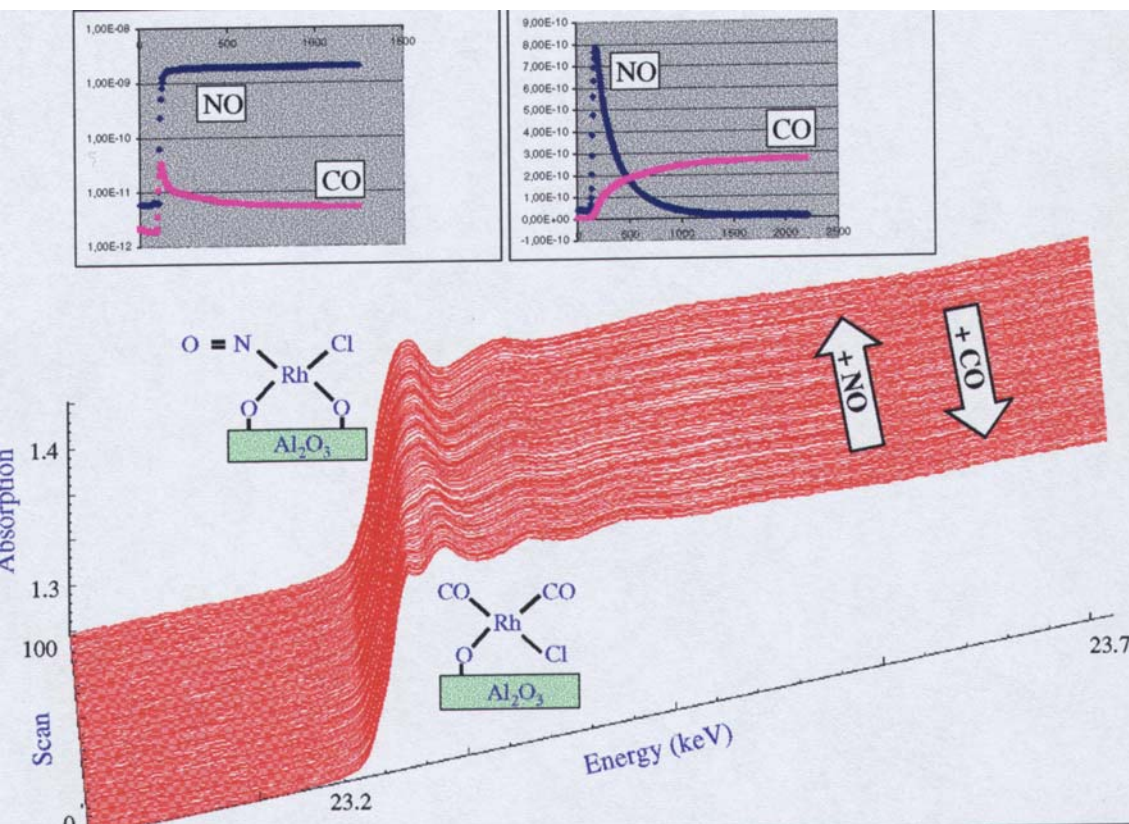 1,00E-08
0 500 1000 1500
1,00E-09
NO
1,00E-10
CO
1,00E-11
1,00E-12
9,00E-10
8,00E-10
7,00E-10
NO
6,00E-10
5,00E-10
4,00E-10
CO
3,00E-10
2,00E-10
1,00E-10
0,00E+00
0 500 1000 1500 2000 2500
-1,00E-10
O ≡ N Cl
Rh
O O
Al₂O₃
+ NO
+ CO
1.4
Absorption
1.3
100
CO CO
Rh
O Cl
Al₂O₃
Scan
0
23.2
Energy (keV)
23.7